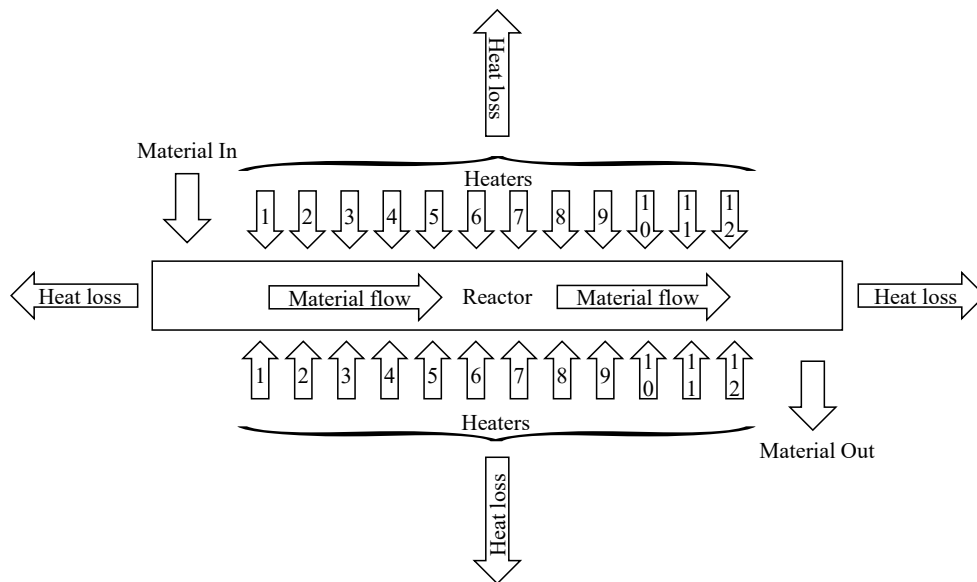 Heat loss
Material In
Heaters
1 2 3 4 5 6 7 8 9 10 11 12
Heat loss
Material flow
Reactor
Material flow
Heat loss
1 2 3 4 5 6 7 8 9 10 11 12
Heaters
Material Out
Heat loss